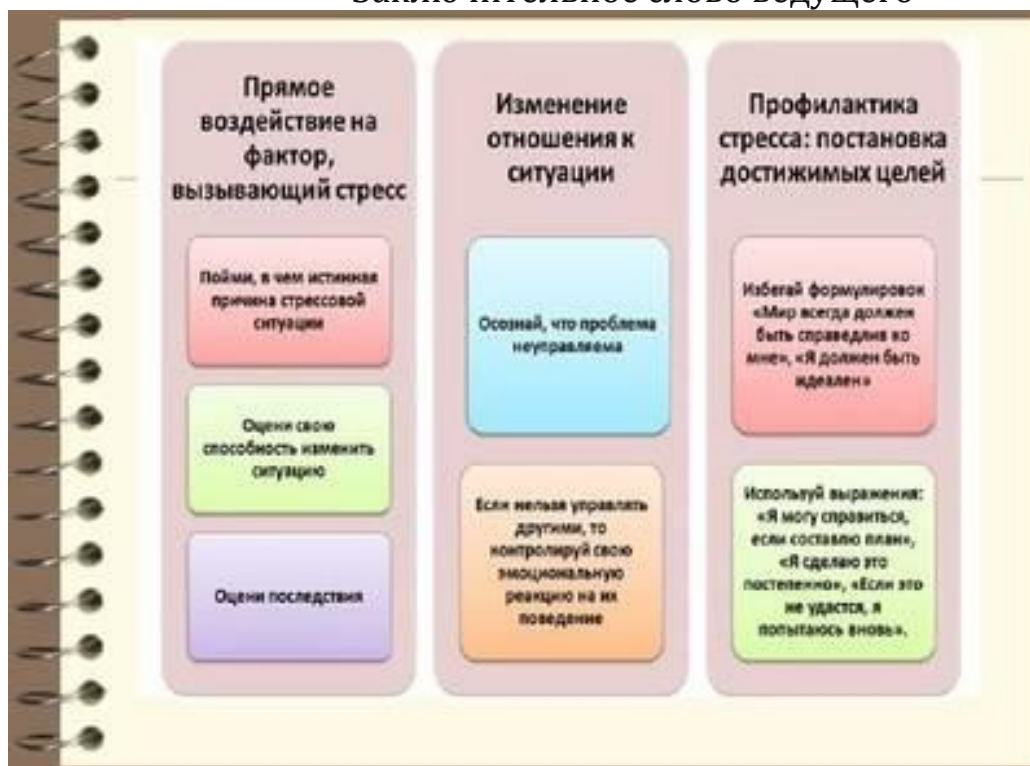 Заключительное слово ведущего
Прямое
воздействие на
фактор,
вызывающий стресс
Пойми, в чем истинная
причина стрессовой
ситуации
Оцени свою
способность изменить
ситуацию
Оцени последствия
Изменение
отношения к
ситуации
Осознай, что проблема
неуправляема
Если нельзя управлять
другими, то
контролируй свою
эмоциональную
реакцию на их
поведение
Профилактика
стресса: постановка
достижимых целей
Избегай формулировок
«Мир всегда должен
быть справедлив ко
мне», «Я должен быть
идеален»
Используй выражения:
«Я могу справиться,
если составлю план»,
«Я сделаю это
постепенно», «Если это
не удастся, я
попытаюсь вновь».